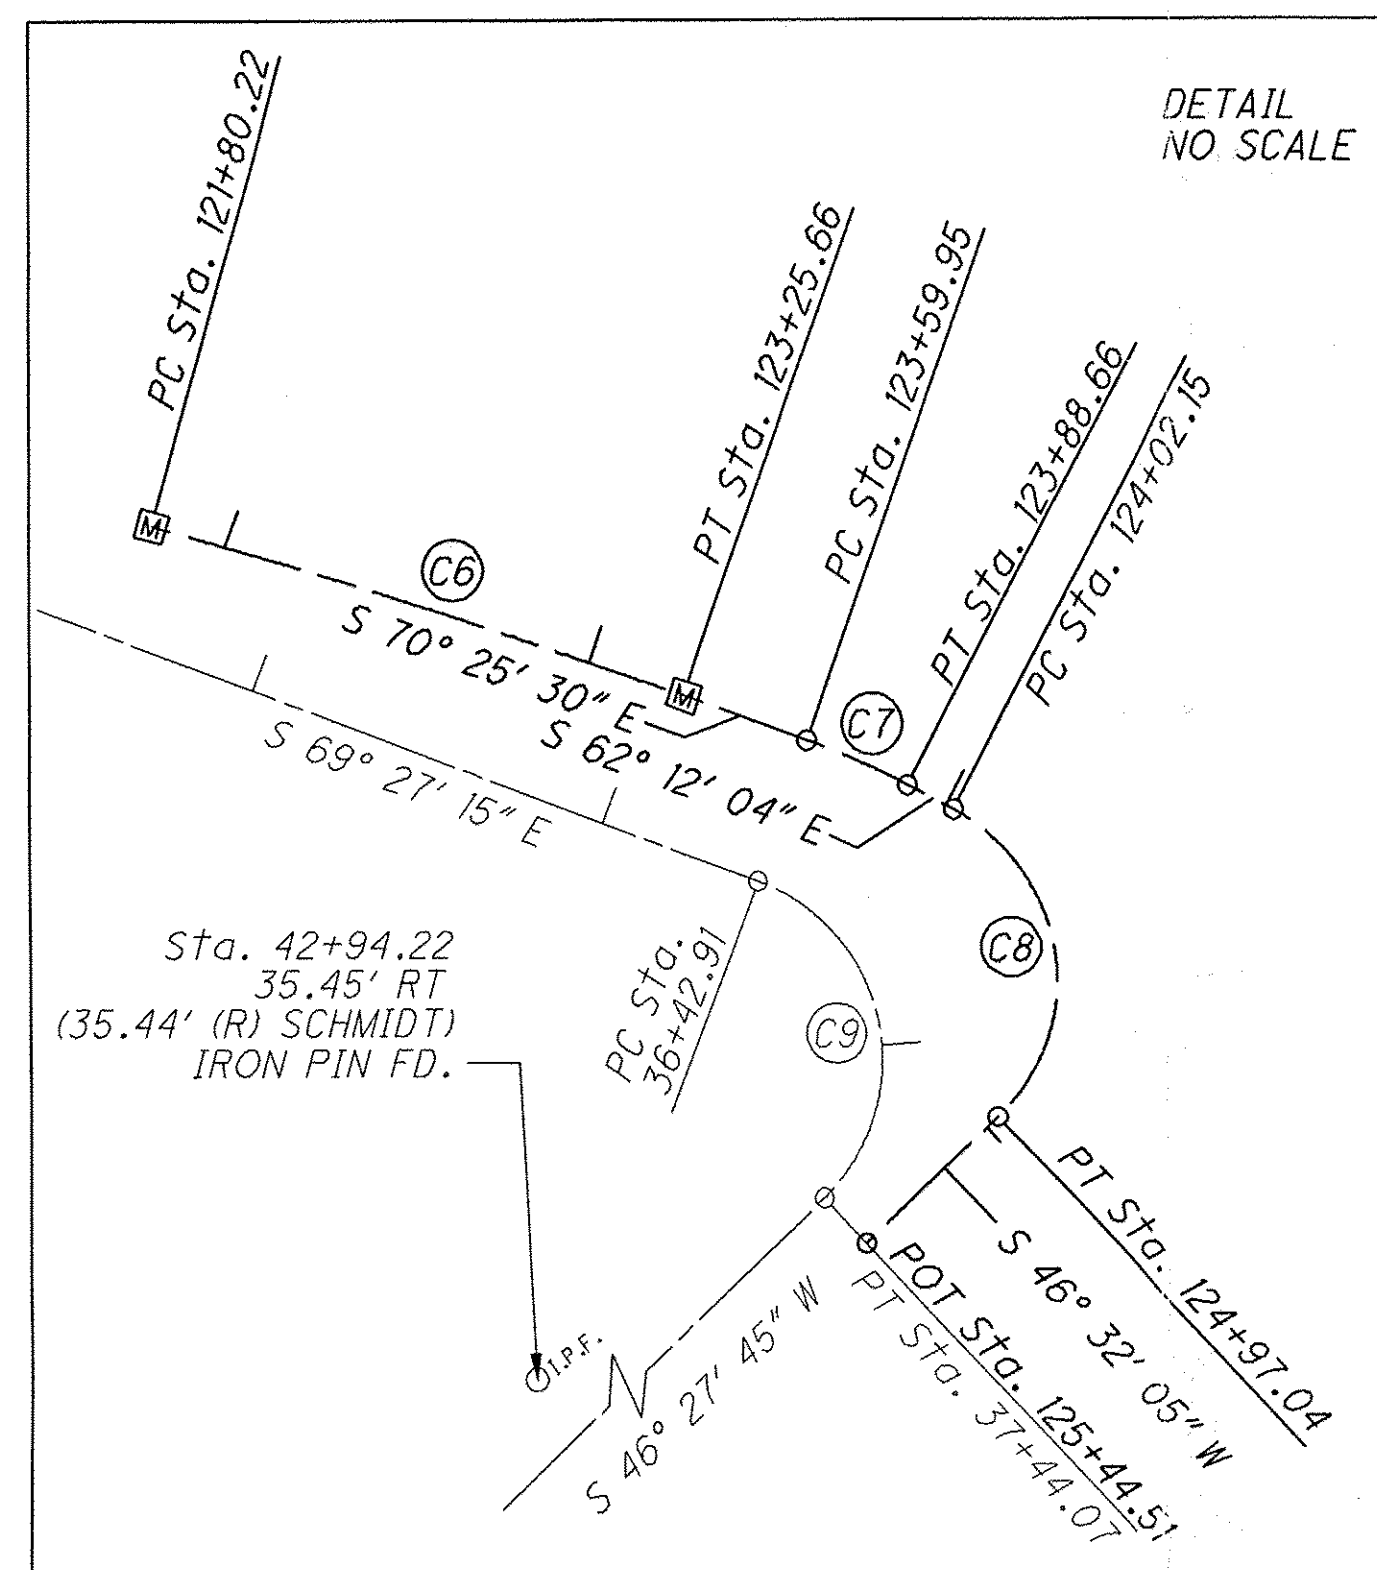 DETAIL
NO SCALE
PC Sta. 121+80.22
PT Sta. 123+25.66
PC Sta. 123+59.95
PT Sta. 123+88.66
PC Sta. 124+02.15
M
C6
S 70° 25' 30" E
M
C7
S 62° 12' 04" E
S 69° 27' 15" E
C8
Sta. 42+94.22
35.45' RT
(35.44' (R) SCHMIDT)
IRON PIN FD.
PC Sta.
36+42.91
C9
PT Sta. 124+97.04
S 46° 32' 05" W
POT Sta. 125+44.51
PT Sta. 37+44.07
I.P.F.
S 46° 27' 45" W